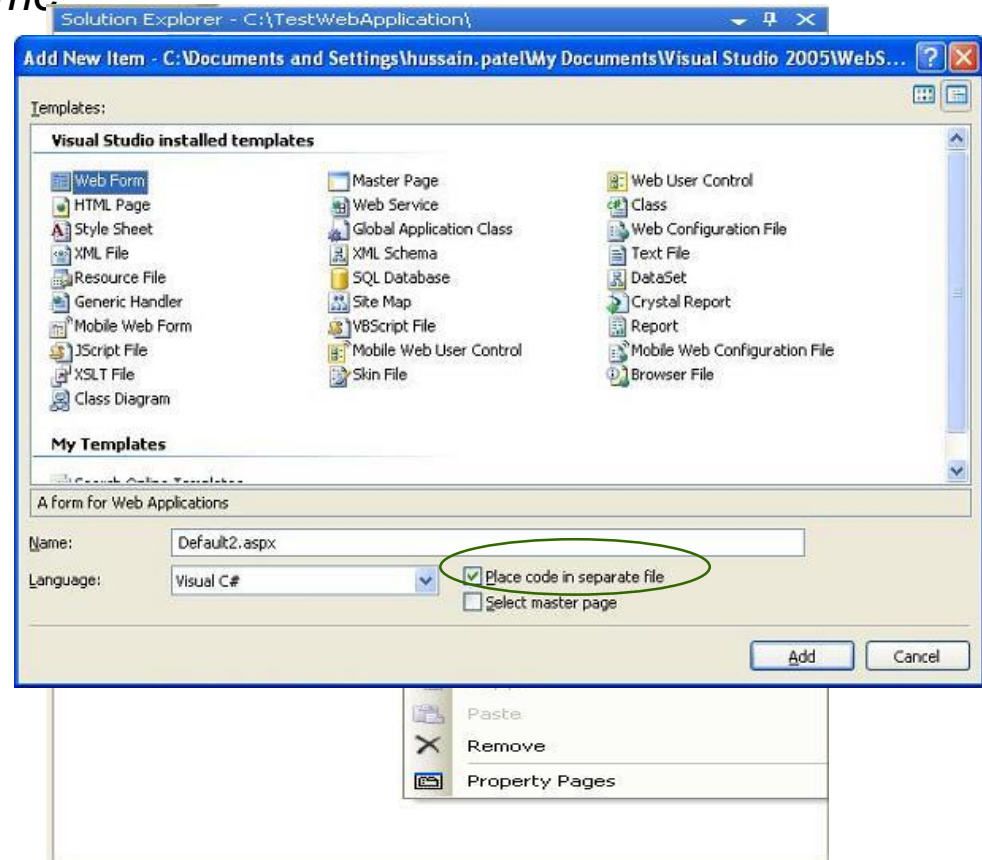 Solution Explorer - C:\TestWebApplication\
Add New Item - C:\Documents and Settings\hussain.patel\My Documents\Visual Studio 2005\WebS...
Templates:
Visual Studio installed templates
Web Form Master Page Web User Control
HTML Page Web Service Class
Style Sheet Global Application Class Web Configuration File
XML File XML Schema Text File
Resource File SQL Database DataSet
Generic Handler Site Map Crystal Report
Mobile Web Form VBScript File Report
JScript File Mobile Web User Control Mobile Web Configuration File
XSLT File Skin File Browser File
Class Diagram
My Templates
Search Online Templates
A form for Web Applications
Name: Default2.aspx
Language: Visual C# Place code in separate file
Select master page
Add Cancel
Paste
Remove
Property Pages